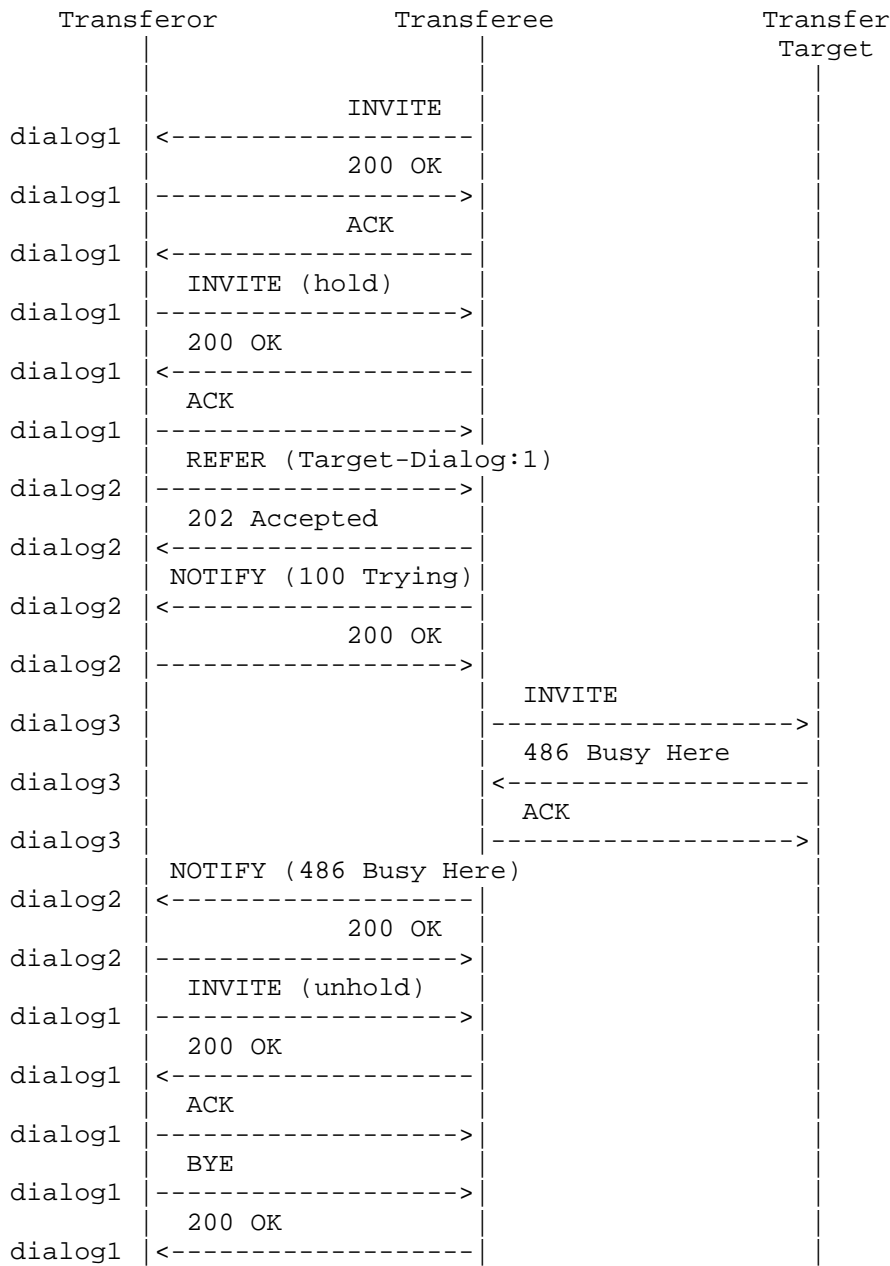 Transferor Transferee Transfer
Target
INVITE
dialog1 |<-------------------|
200 OK
dialog1 |------------------->|
ACK
dialog1 |<-------------------|
INVITE (hold)
dialog1 |------------------->|
200 OK
dialog1 |<-------------------|
ACK
dialog1 |------------------->|
REFER (Target-Dialog:1)
dialog2 |------------------->|
202 Accepted
dialog2 |<-------------------|
NOTIFY (100 Trying)
dialog2 |<-------------------|
200 OK
dialog2 |------------------->|
INVITE
dialog3 | |------------------->|
486 Busy Here
dialog3 | |<-------------------|
ACK
dialog3 | |------------------->|
NOTIFY (486 Busy Here)
dialog2 |<-------------------|
200 OK
dialog2 |------------------->|
INVITE (unhold)
dialog1 |------------------->|
200 OK
dialog1 |<-------------------|
ACK
dialog1 |------------------->|
BYE
dialog1 |------------------->|
200 OK
dialog1 |<-------------------|